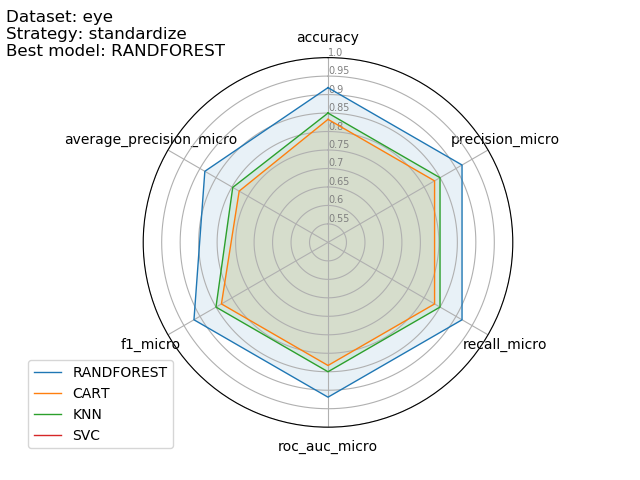 Dataset: eye
Strategy: standardize
Best model: RANDFOREST
accuracy
1.0
0.95
0.9
0.85
0.8
0.75
0.7
0.65
0.6
0.55
average_precision_micro
precision_micro
f1_micro
recall_micro
roc_auc_micro
RANDFOREST
CART
KNN
SVC